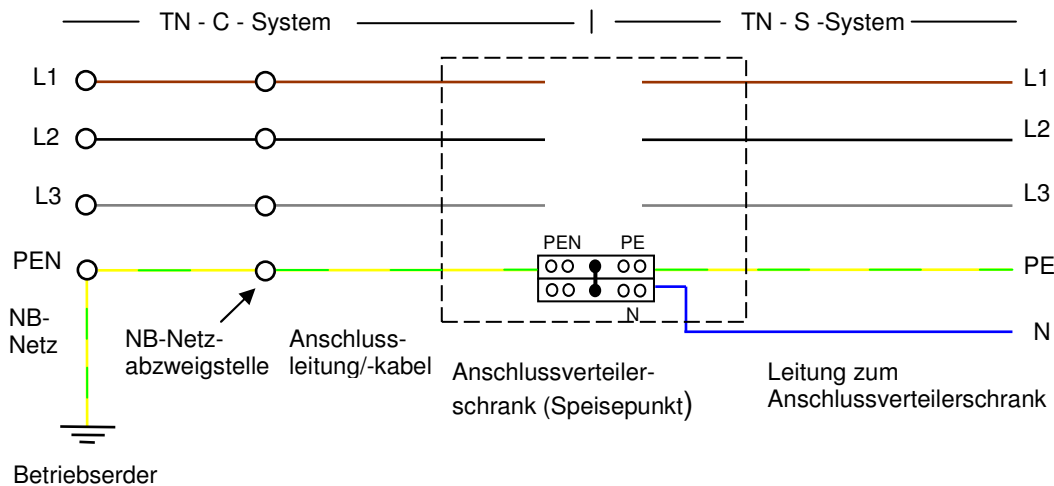 TN - C - System
TN - S -System
L1
L1
L2
L2
L3
L3
PEN
PEN
PE
PE
N
N
NB-
Netz
NB-Netz-
abzweigstelle
Anschluss-
leitung/-kabel
Anschlussverteiler-
schrank (Speisepunkt)
Leitung zum
Anschlussverteilerschrank
Betriebserder